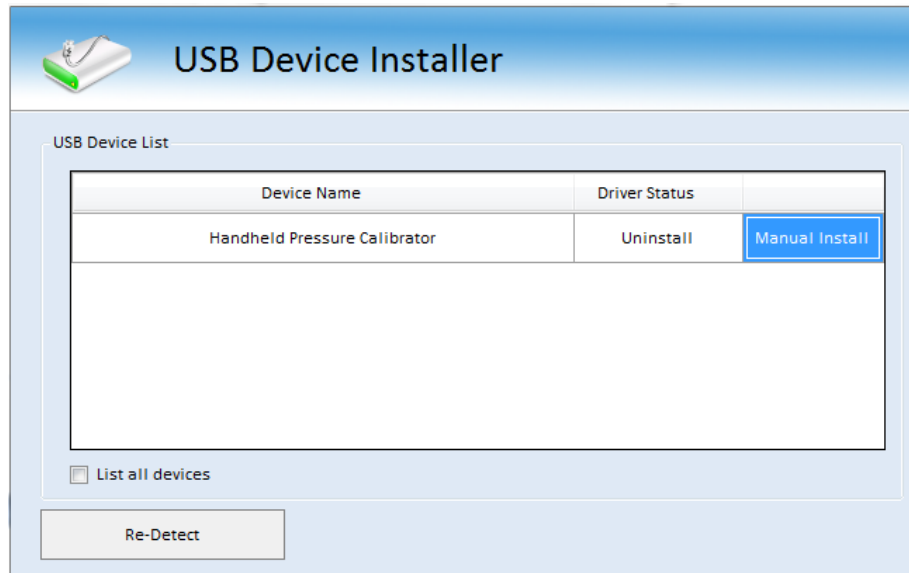 USB Device Installer
USB Device List
Device Name Driver Status
Handheld Pressure Calibrator Uninstall Manual Install
List all devices
Re-Detect